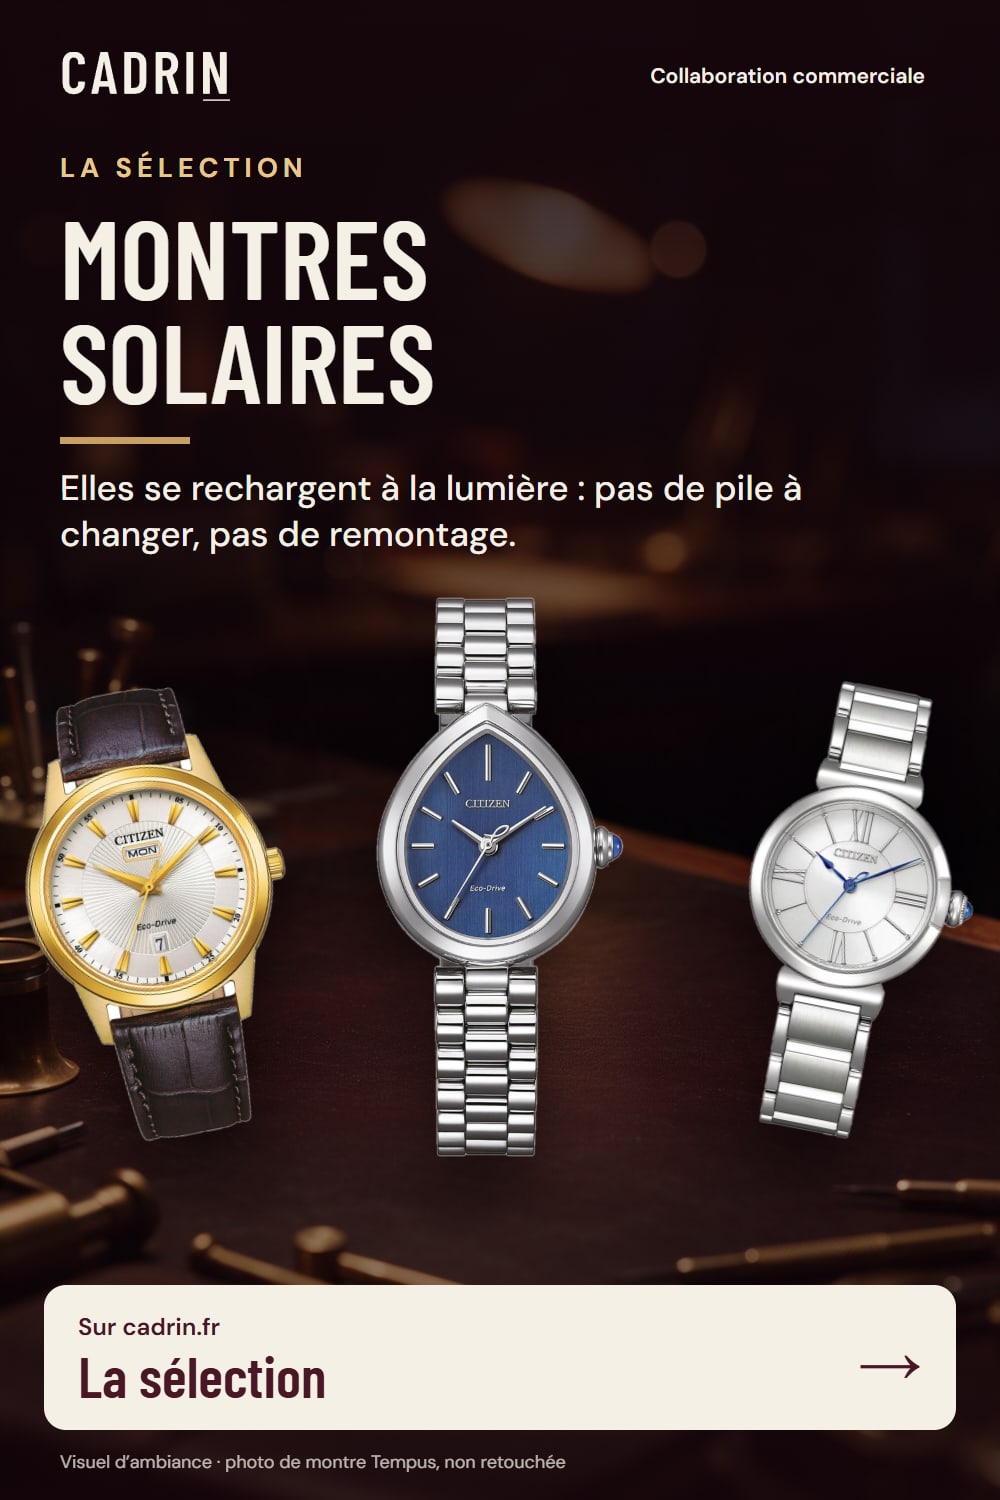 CADRIN
Collaboration commerciale
LA SÉLECTION
MONTRES
SOLAIRES
Elles se rechargent à la lumière : pas de pile à
changer, pas de remontage.
CITIZEN
MON
Eco-Drive
7
CITIZEN
Eco-Drive
CITIZEN
Eco-Drive
Sur cadrin.fr
La sélection
Visuel d’ambiance · photo de montre Tempus, non retouchée